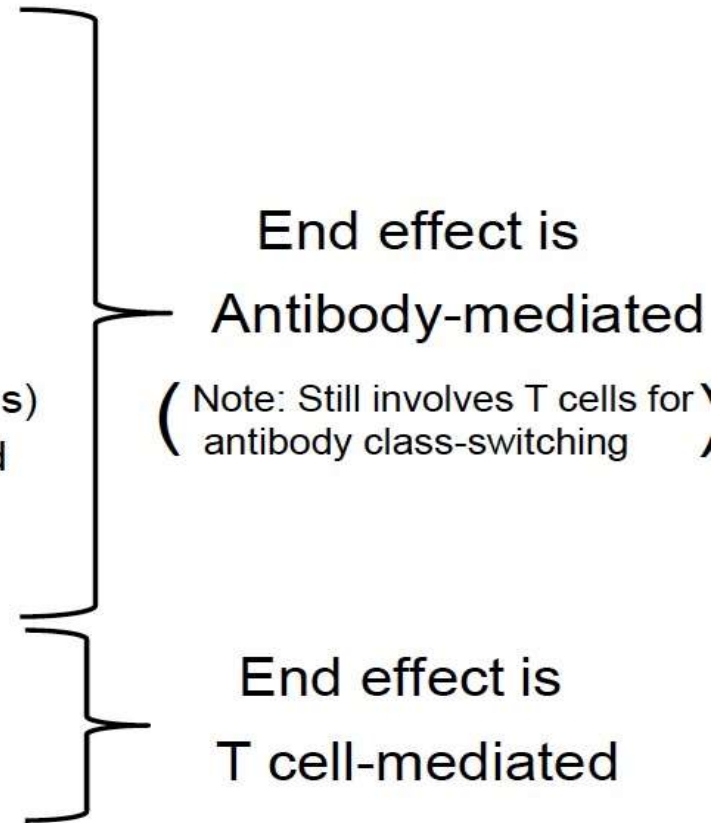 End effect is
Antibody-mediated
s)
( Note: Still involves T cells for )
d
antibody class-switching
End effect is
T cell-mediated